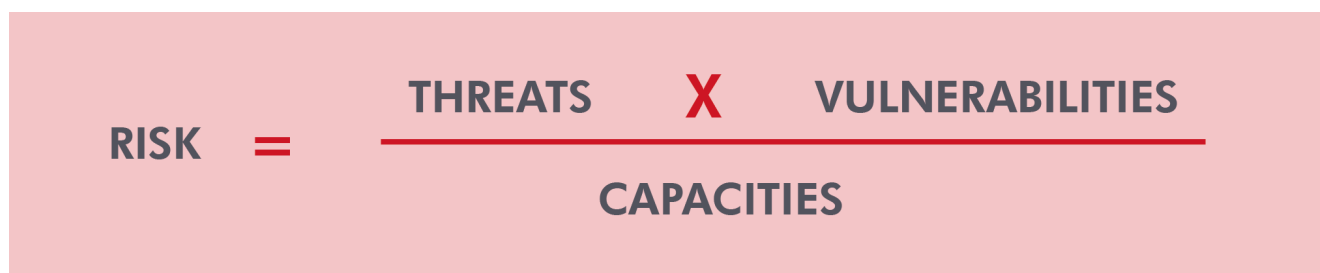 RISK = THREATS X VULNERABILITIES
CAPACITIES